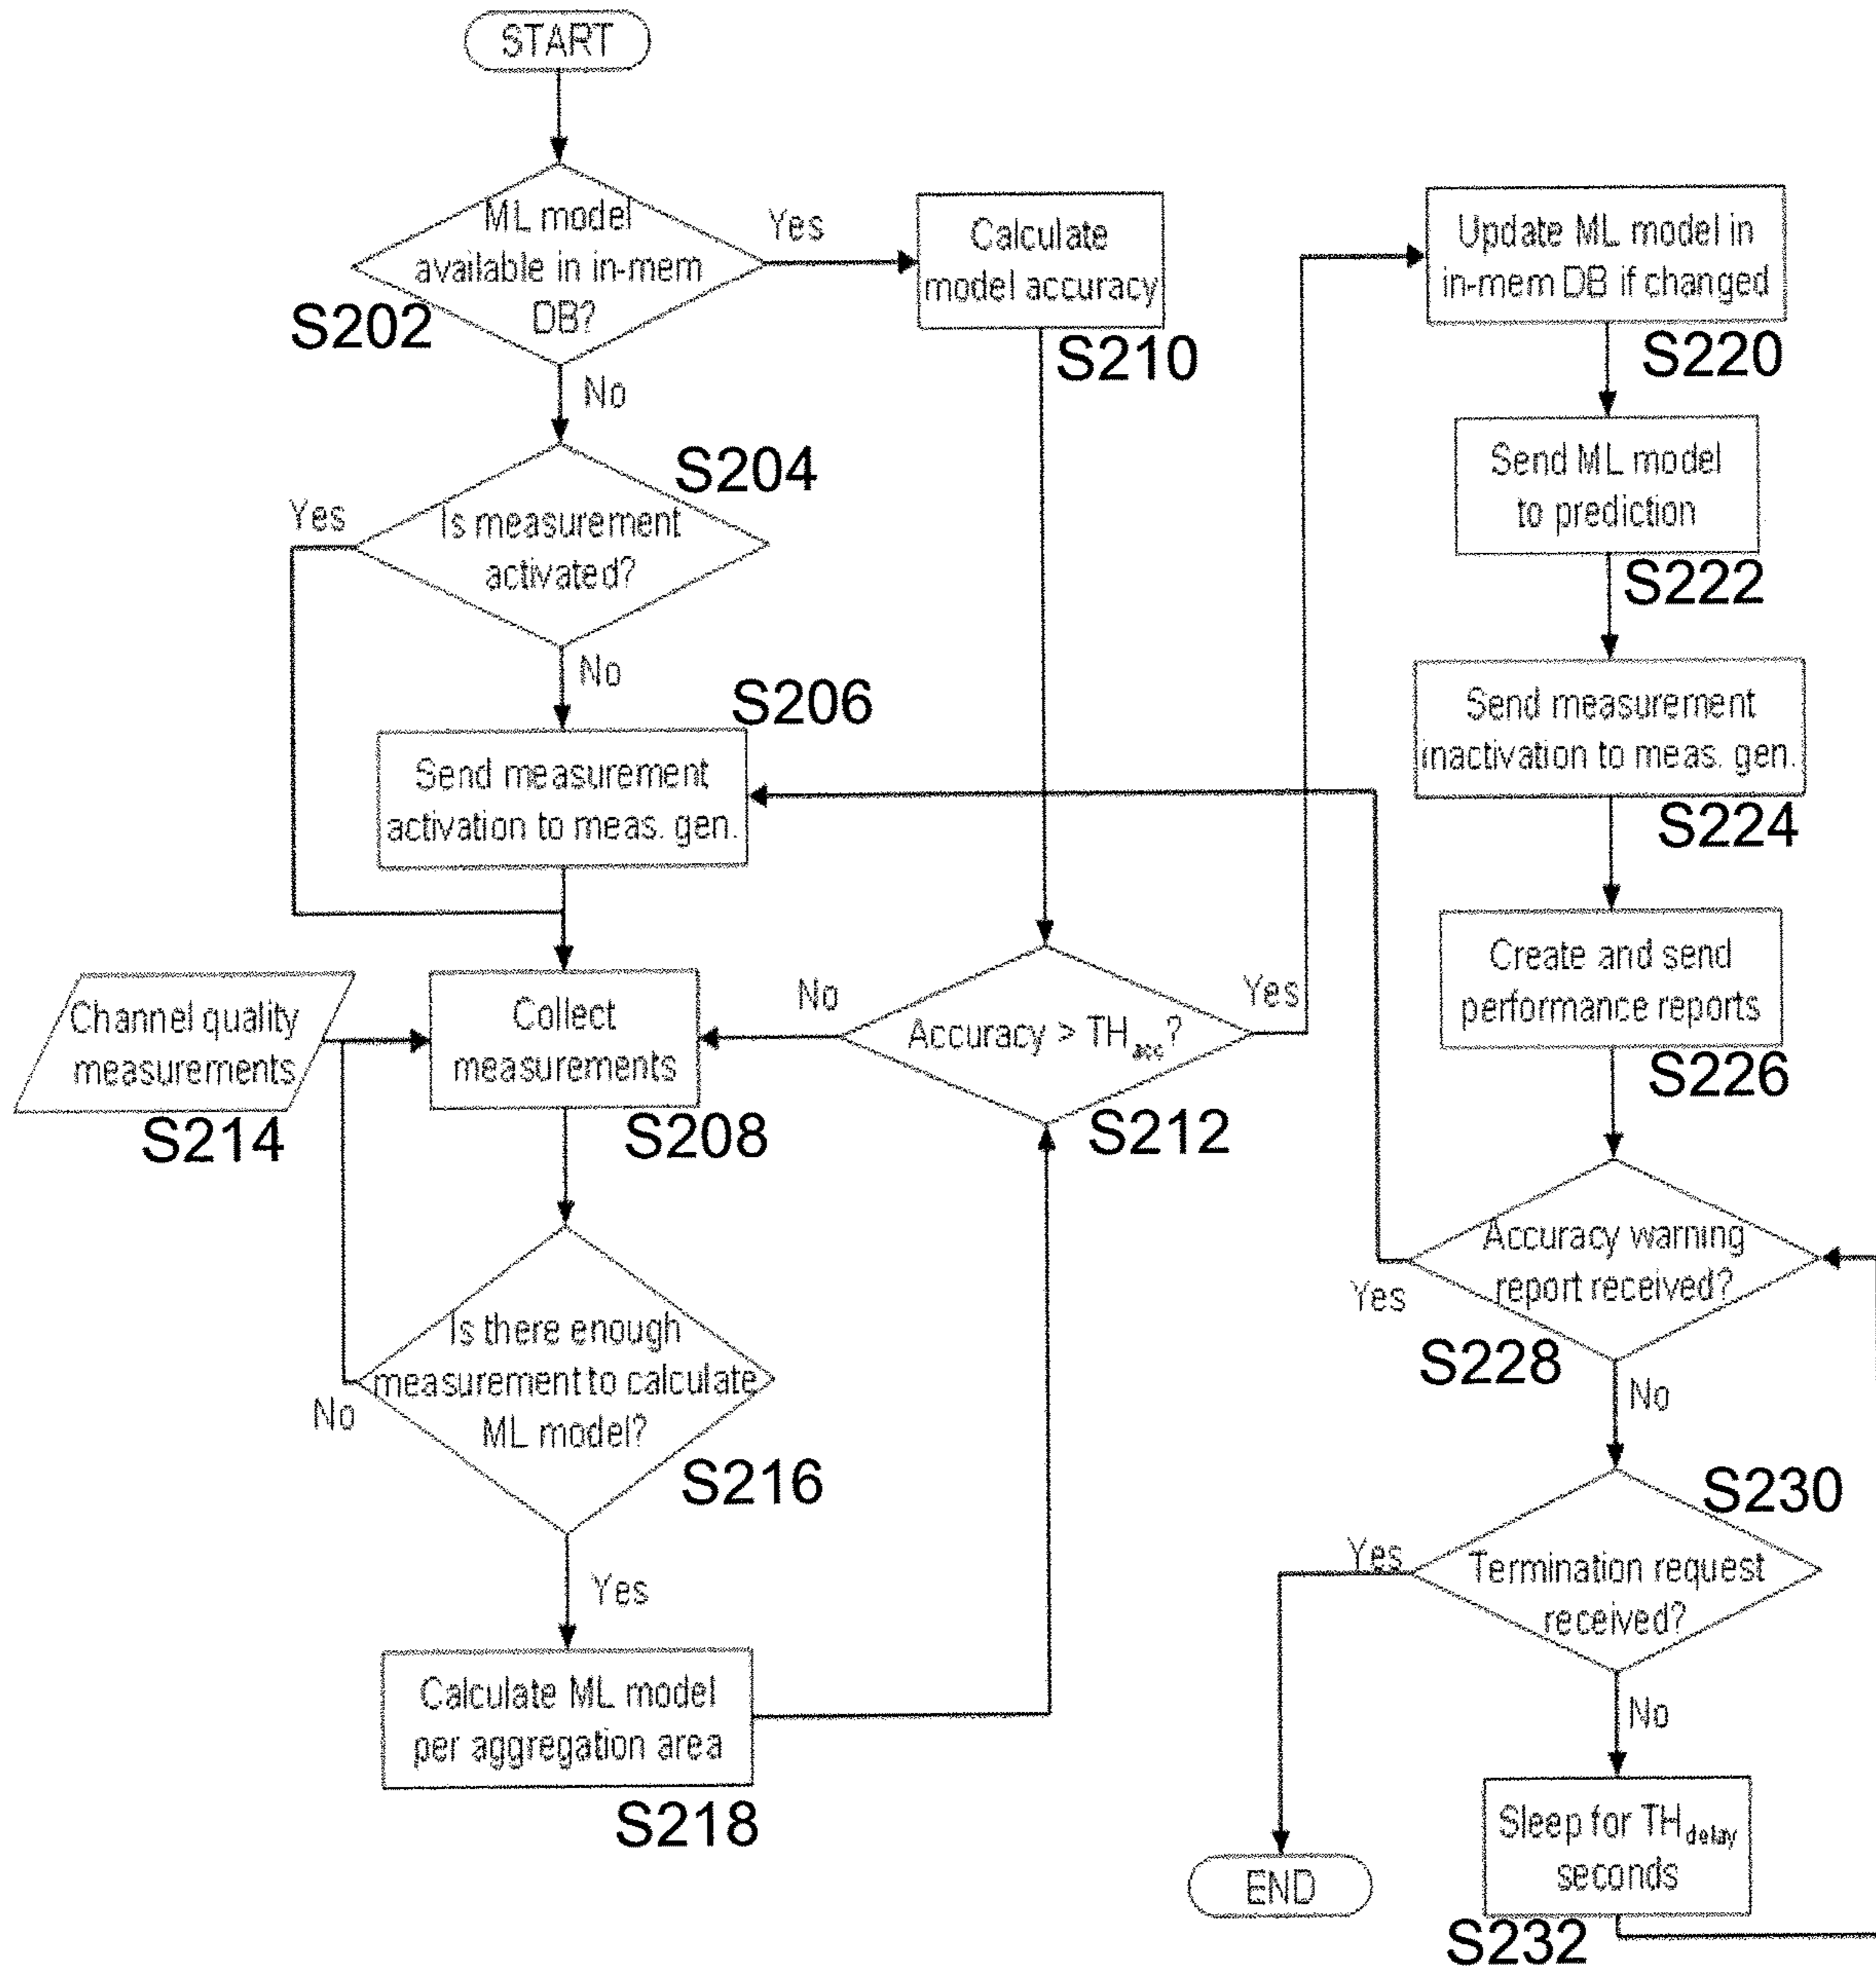 START
ML model
available in in-mem
DB?
S202
Yes
No
Calculate
model accuracy
S210
S204
Is measurement
activated?
Yes
No
S206
Send measurement
activation to meas. gen.
Channel quality
measurements
S214
Collect
measurements
S208
No
Accuracy > THacc?
Yes
S212
Is there enough
measurement to calculate
ML model?
No
S216
Yes
Calculate ML model
per aggregation area
S218
Update ML model in
in-mem DB if changed
S220
Send ML model
to prediction
S222
Send measurement
inactivation to meas. gen.
S224
Create and send
performance reports
S226
Accuracy warning
report received?
Yes
S228
No
S230
Yes
Termination request
received?
No
END
Sleep for THdelay
seconds
S232